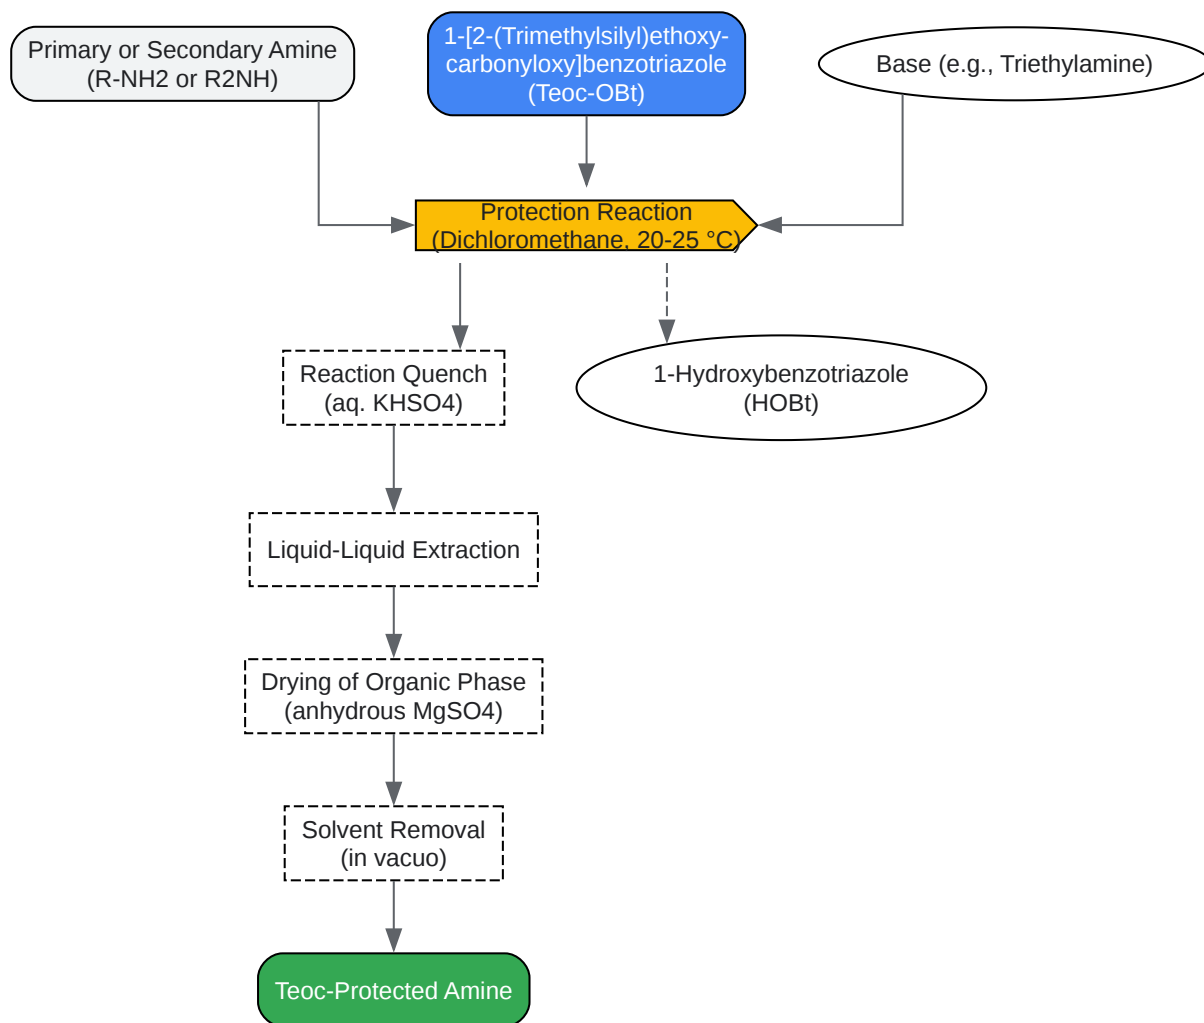 Primary or Secondary Amine
(R-NH2 or R2NH)
1-[2-(Trimethylsilyl)ethoxy-
carbonyloxy]benzotriazole
(Teoc-OBt)
Base (e.g., Triethylamine)
Protection Reaction
(Dichloromethane, 20-25 °C)
Reaction Quench
(aq. KHSO4)
1-Hydroxybenzotriazole
(HOBt)
Liquid-Liquid Extraction
Drying of Organic Phase
(anhydrous MgSO4)
Solvent Removal
(in vacuo)
Teoc-Protected Amine